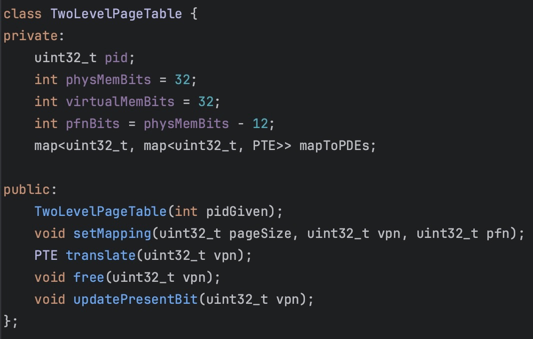 class TwoLevelPageTable {
private:
    uint32_t pid;
    int physMemBits = 32;
    int virtualMemBits = 32;
    int pfnBits = physMemBits - 12;
    map<uint32_t, map<uint32_t, PTE>> mapToPDEs;

public:
    TwoLevelPageTable(int pidGiven);
    void setMapping(uint32_t pageSize, uint32_t vpn, uint32_t pfn);
    PTE translate(uint32_t vpn);
    void free(uint32_t vpn);
    void updatePresentBit(uint32_t vpn);
};